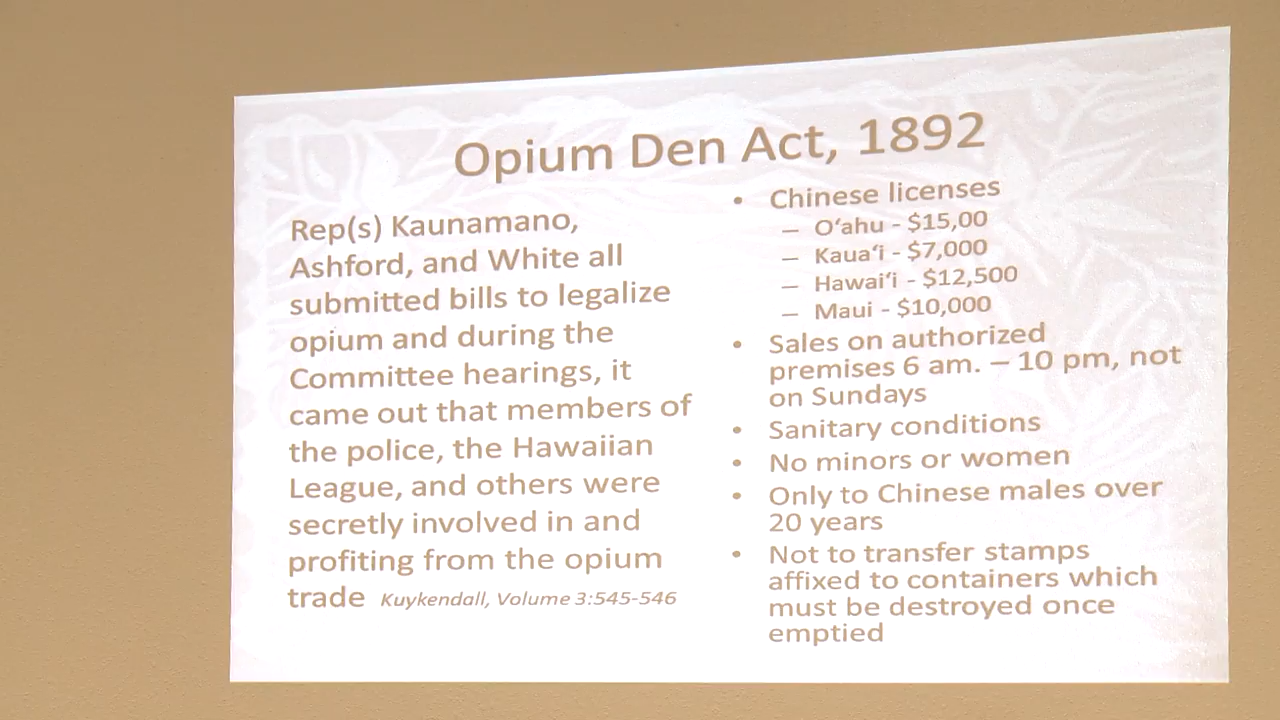 Opium Den Act, 1892
Rep(s) Kaunamano,
Ashford, and White all
submitted bills to legalize
opium and during the
Committee hearings, it
came out that members of
the police, the Hawaiian
League, and others were
secretly involved in and
profiting from the opium
trade Kuykendall, Volume 3:545-546
• Chinese licenses
– Oʻahu - $15,00
– Kauaʻi - $7,000
– Hawaiʻi - $12,500
– Maui - $10,000
• Sales on authorized
premises 6 am. – 10 pm, not
on Sundays
• Sanitary conditions
• No minors or women
• Only to Chinese males over
20 years
• Not to transfer stamps
affixed to containers which
must be destroyed once
emptied